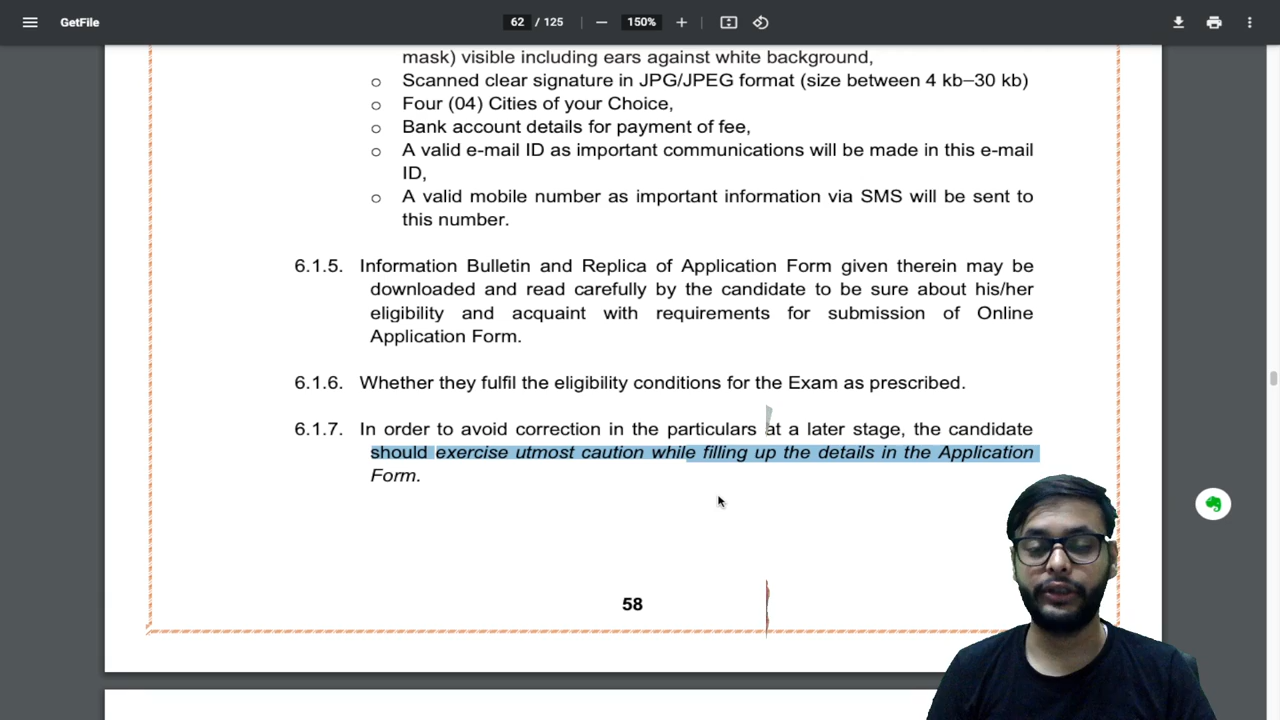 GetFile
62 / 125
150%
mask) visible including ears against white background,
o Scanned clear signature in JPG/JPEG format (size between 4 kb–30 kb)
o Four (04) Cities of your Choice,
o Bank account details for payment of fee,
o A valid e-mail ID as important communications will be made in this e-mail
ID,
o A valid mobile number as important information via SMS will be sent to
this number.
6.1.5. Information Bulletin and Replica of Application Form given therein may be
downloaded and read carefully by the candidate to be sure about his/her
eligibility and acquaint with requirements for submission of Online
Application Form.
6.1.6. Whether they fulfil the eligibility conditions for the Exam as prescribed.
6.1.7. In order to avoid correction in the particulars at a later stage, the candidate
should exercise utmost caution while filling up the details in the Application
Form.
58